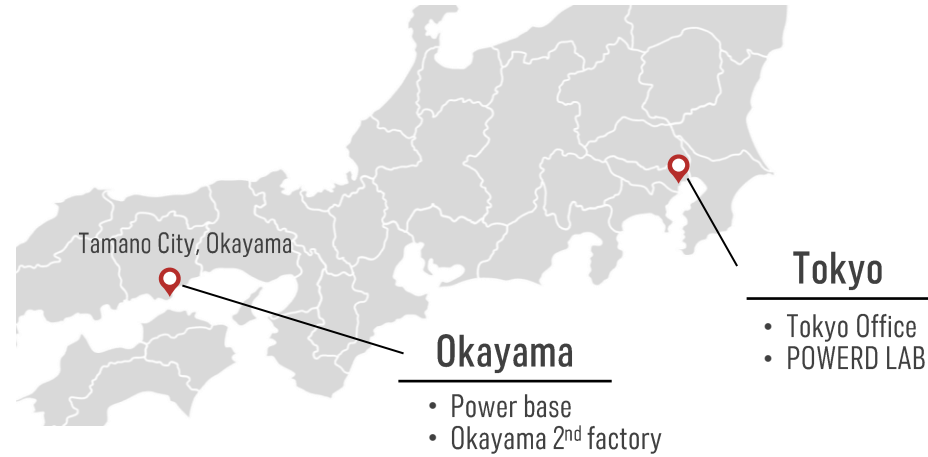 Tamano City, Okayama
Tokyo
• Tokyo Office
• POWERD LAB
Okayama
• Power base
• Okayama 2nd factory